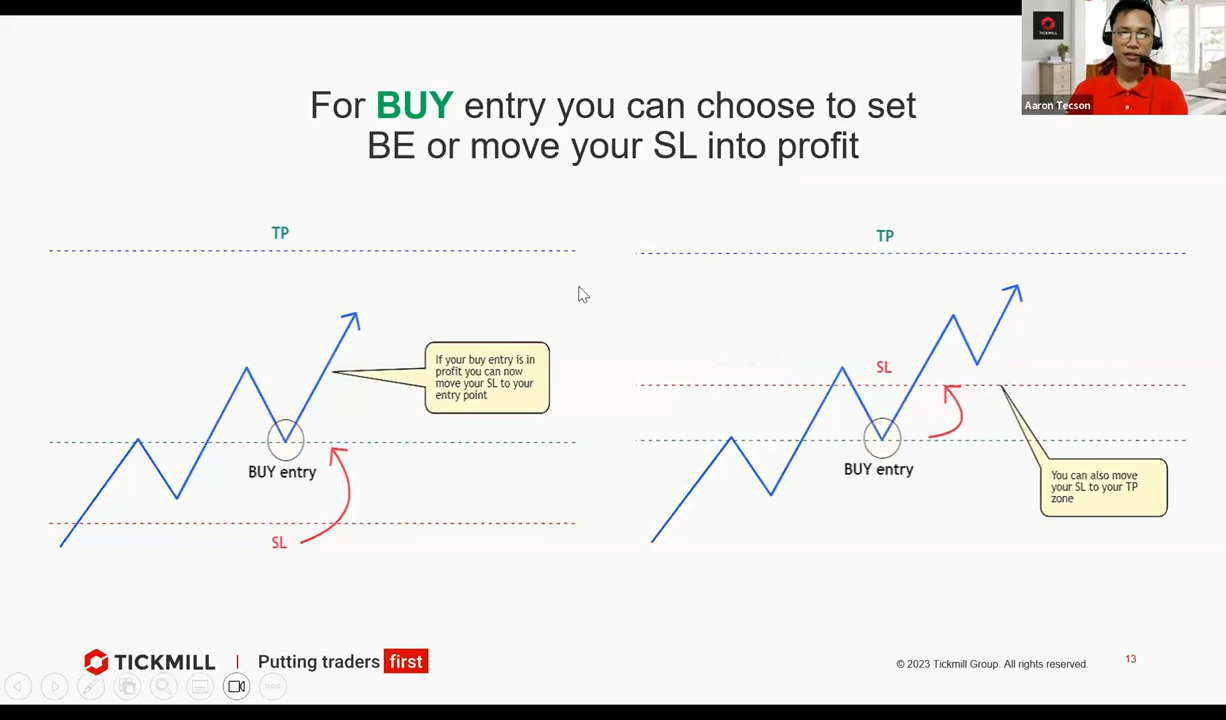 TICKMILL
Aaron Tecson
For BUY entry you can choose to set
BE or move your SL into profit
TP
If your buy entry is in
profit you can now
move your SL to your
entry point
BUY entry
SL
TP
SL
BUY entry
You can also move
your SL to your TP
zone
TICKMILL | Putting traders first
© 2023 Tickmill Group. All rights reserved.
13